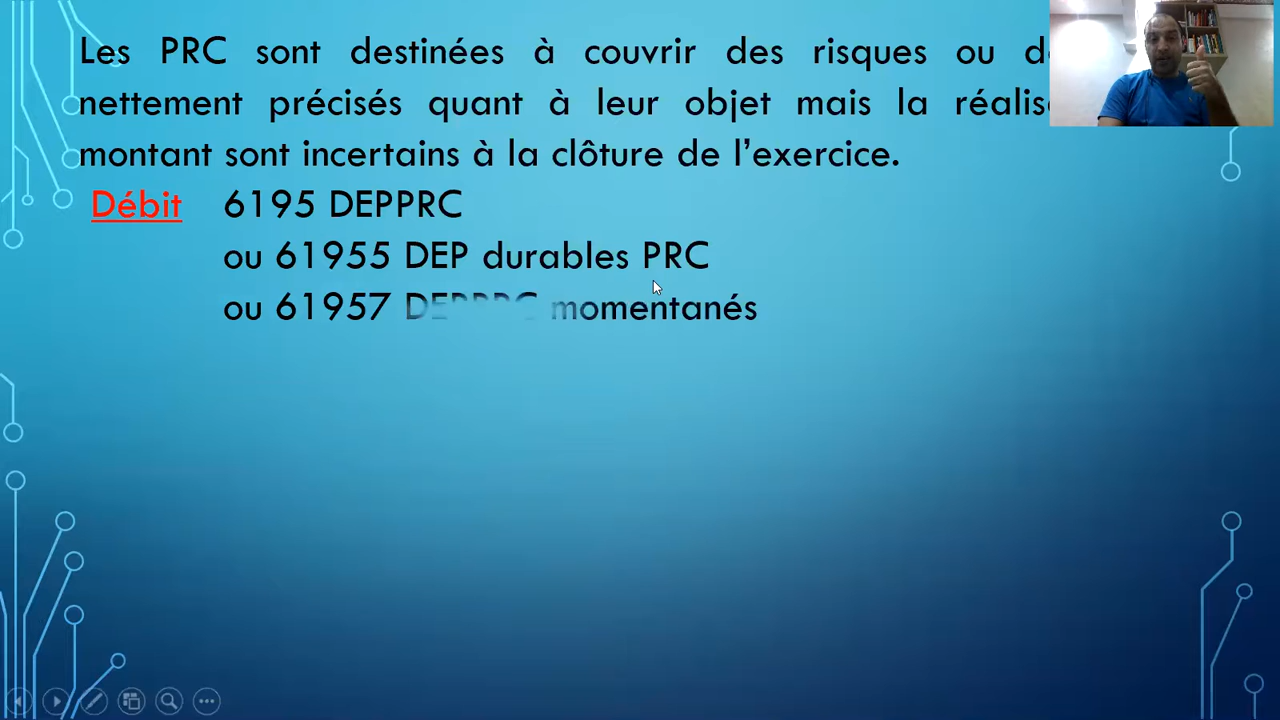 Les PRC sont destinées à couvrir des risques ou
nettement précisés quant à leur objet mais la
montant sont incertains à la clôture de l'exercice.
Débit 6195 DEPPRC
ou 61955 DEP durables PRC
ou 61957 DEPPRC momentanés